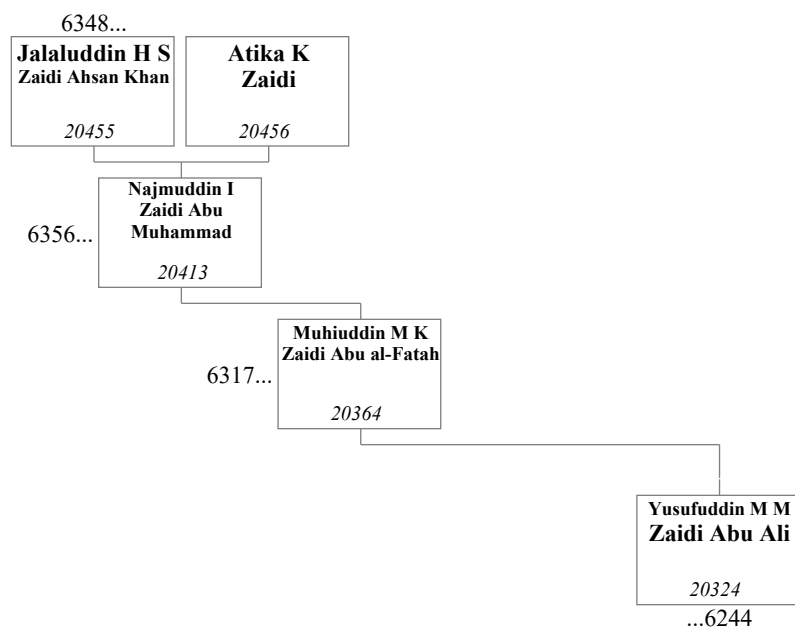 6348...
Jalaluddin H S
Zaidi Ahsan Khan
20455
Atika K
Zaidi
20456
Najmuddin I
Zaidi Abu
Muhammad
20413
6356...
Muhiuddin M K
Zaidi Abu al-Fatah
20364
6317...
Yusufuddin M M
Zaidi Abu Ali
20324
...6244